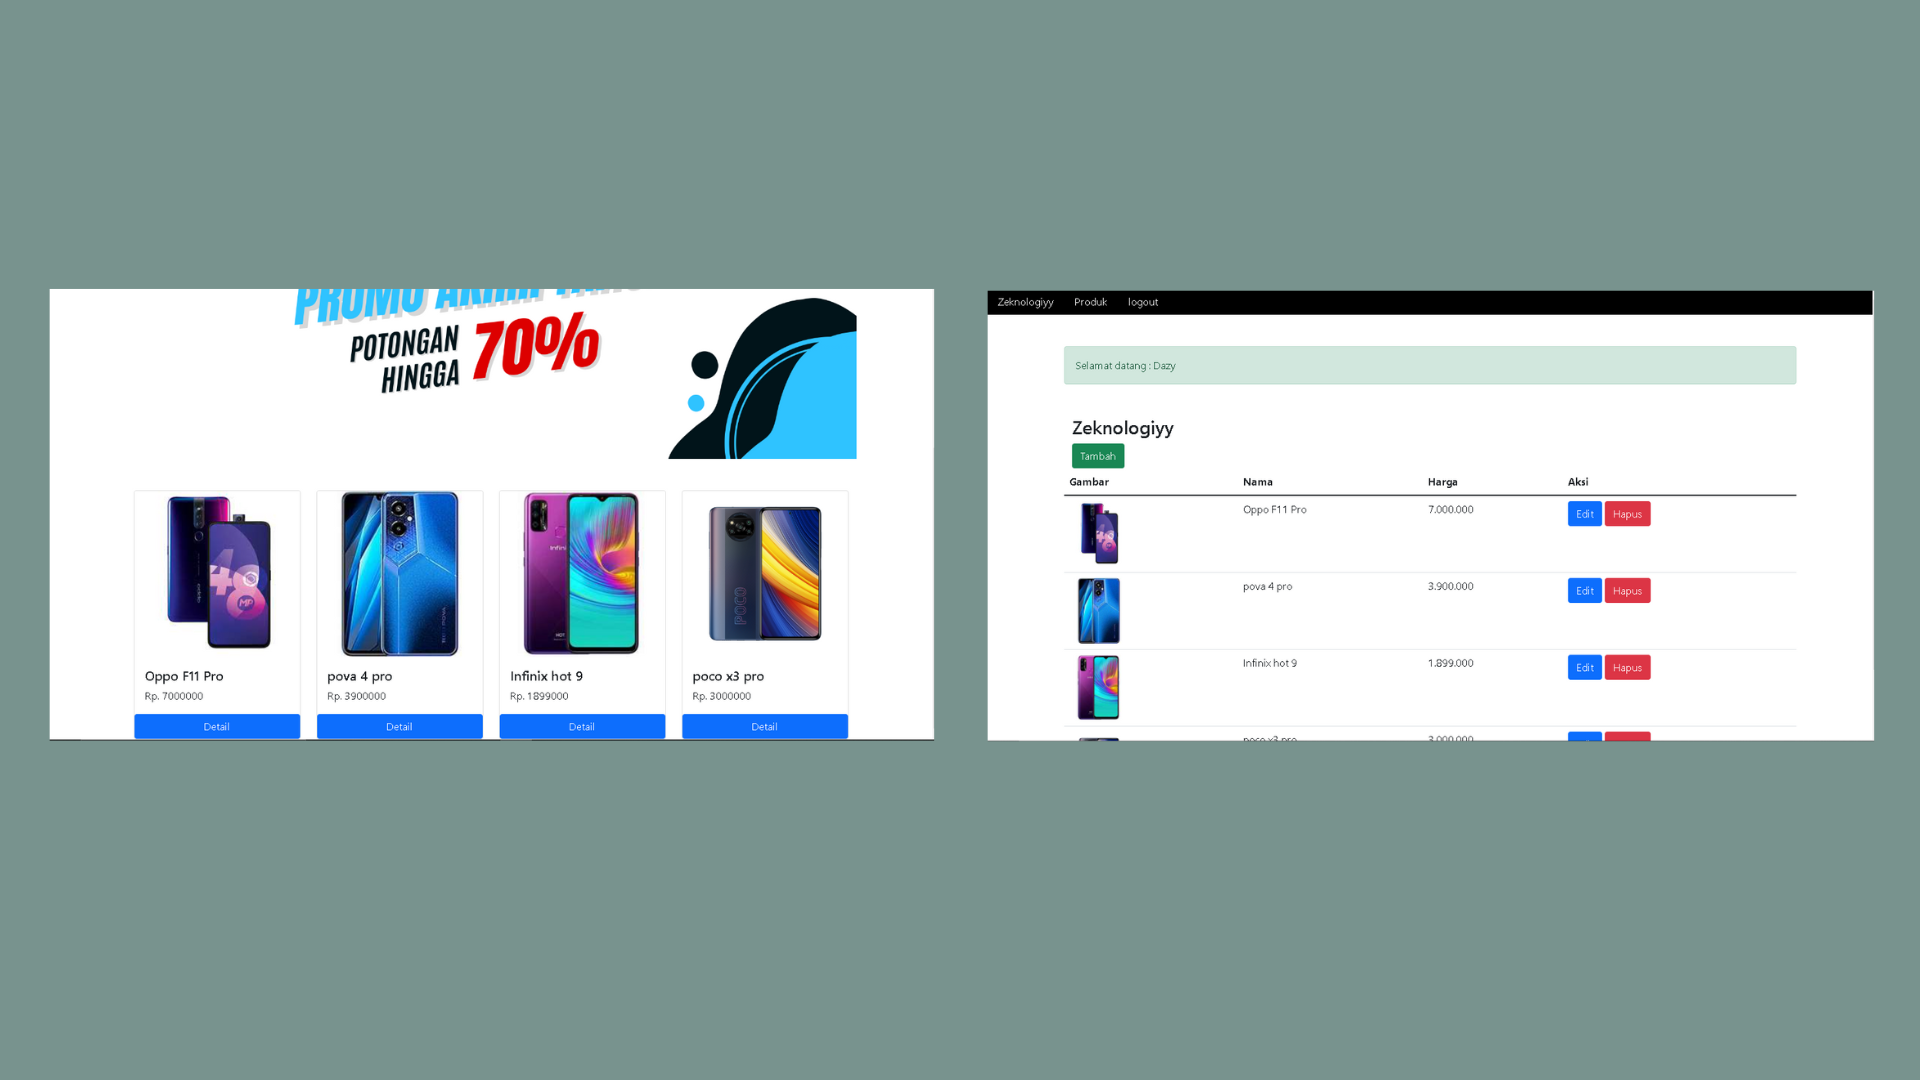 PROMO AKHIR TAHUN
POTONGAN
HINGGA
70%
Oppo F11 Pro
Rp. 7000000
Detail
pova 4 pro
Rp. 3900000
Detail
Infinix hot 9
Rp. 1899000
Detail
poco x3 pro
Rp. 3000000
Detail
Zeknologiyy Produk logout
Selamat datang : Dazy
Zeknologiyy
Tambah
Gambar Nama Harga Aksi
Oppo F11 Pro 7.000.000 Edit Hapus
pova 4 pro 3.900.000 Edit Hapus
Infinix hot 9 1.899.000 Edit Hapus
poco x3 pro 3.000.000